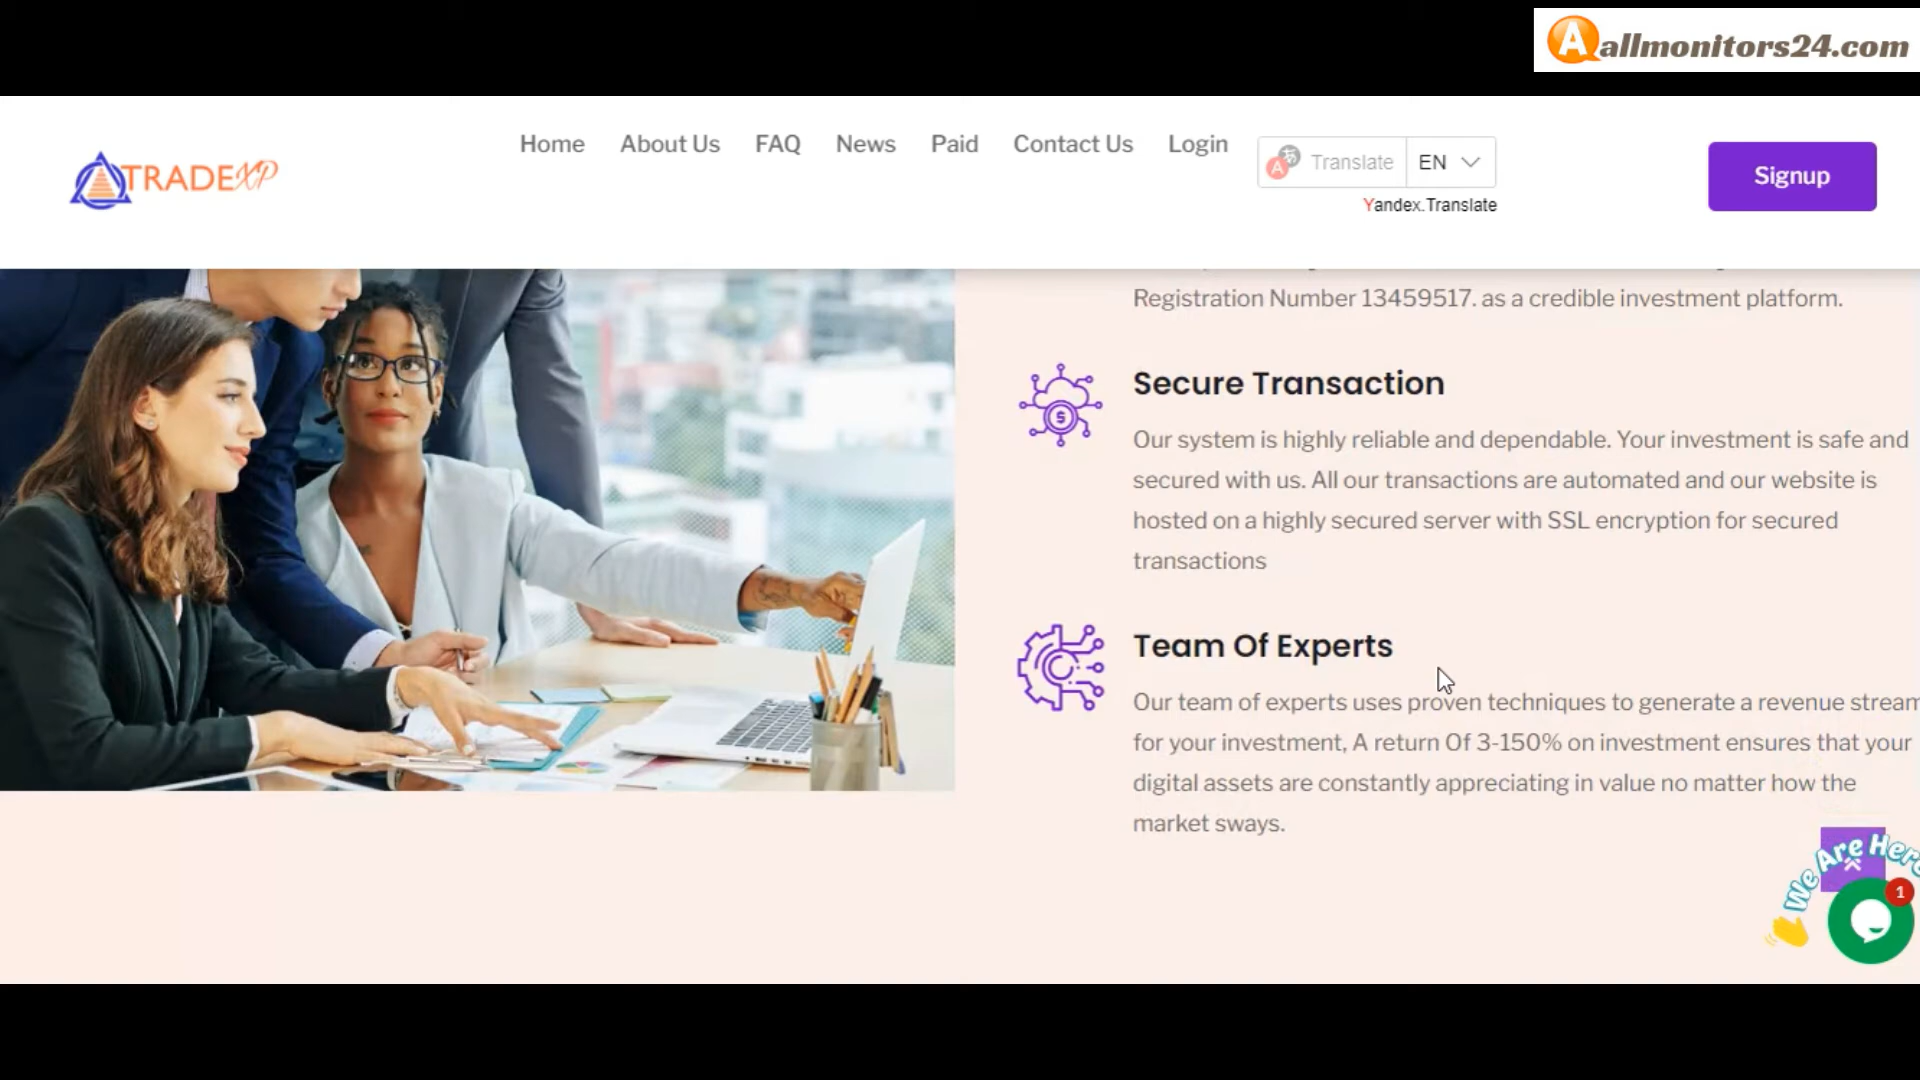 allmonitors24.com
TRADEXP
Home About Us FAQ News Paid Contact Us Login
Translate EN
Yandex.Translate
Signup
Registration Number 13459517. as a credible investment platform.
Secure Transaction
Our system is highly reliable and dependable. Your investment is safe and
secured with us. All our transactions are automated and our website is
hosted on a highly secured server with SSL encryption for secured
transactions
Team Of Experts
Our team of experts uses proven techniques to generate a revenue stream
for your investment, A return Of 3-150% on investment ensures that your
digital assets are constantly appreciating in value no matter how the
market sways.
We Are Here
1